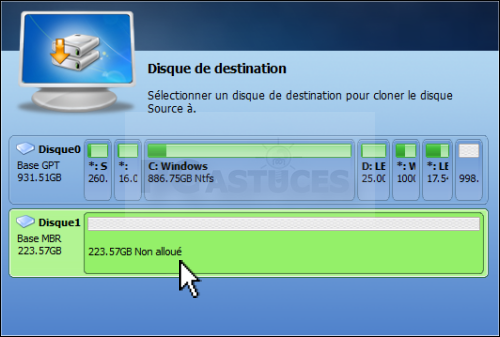 Disque de destination
Sélectionner un disque de destination pour cloner le disque
Source à.
Disque0
Base GPT
931.51GB
*: S
260.
*:
16.0
C: Windows
886.75GB Ntfs
D: LE
25.00
*: W
1000
*: LE
17.54
998.
ASTUCES
Disque1
Base MBR
223.57GB
223.57GB Non alloué